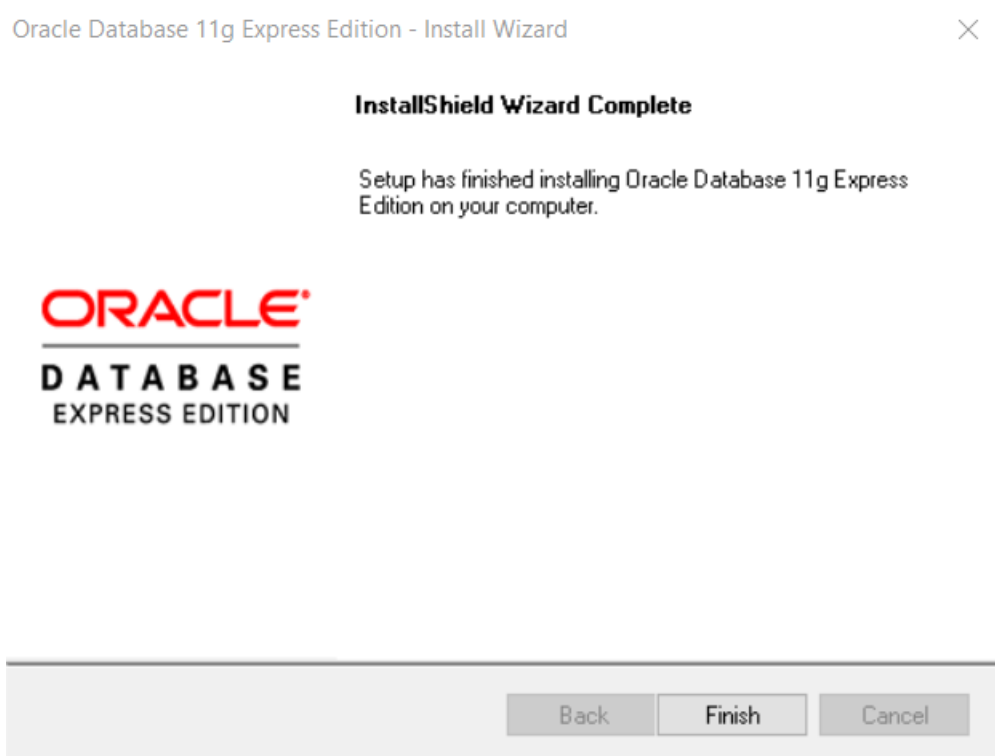 Oracle Database 11g Express Edition - Install Wizard
InstallShield Wizard Complete
Setup has finished installing Oracle Database 11g Express
Edition on your computer.
ORACLE
DATABASE
EXPRESS EDITION
Back
Finish
Cancel